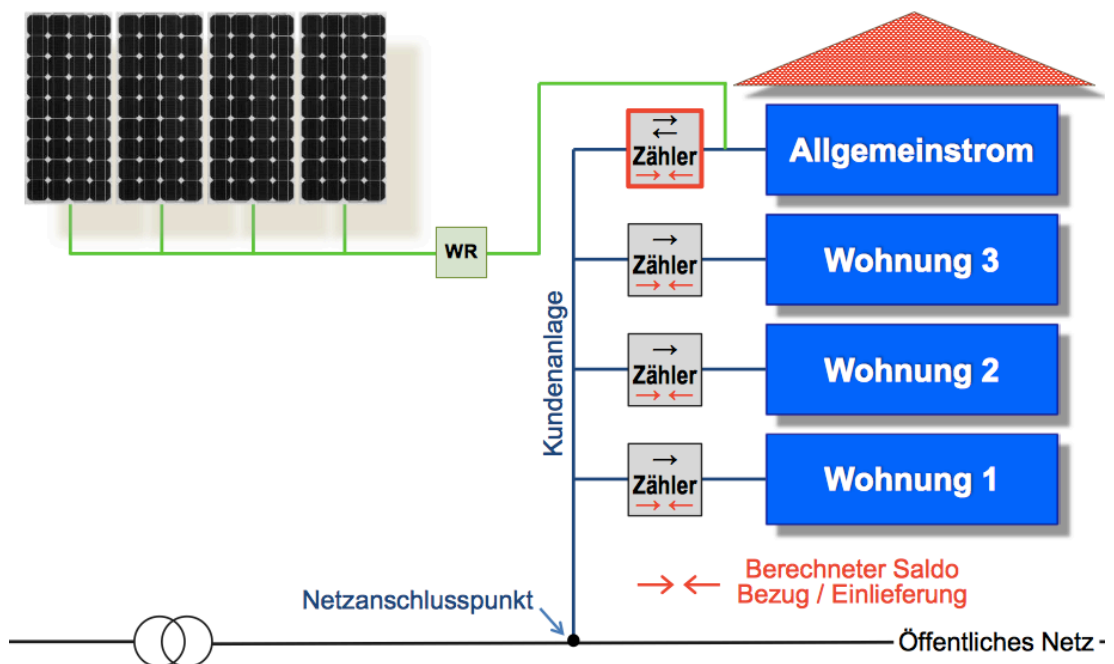 Zähler
Allgemeinstrom
WR
Zähler
Wohnung 3
Kundenanlage
Zähler
Wohnung 2
Zähler
Wohnung 1
Berechneter Saldo
Bezug / Einlieferung
Netzanschlusspunkt
Öffentliches Netz